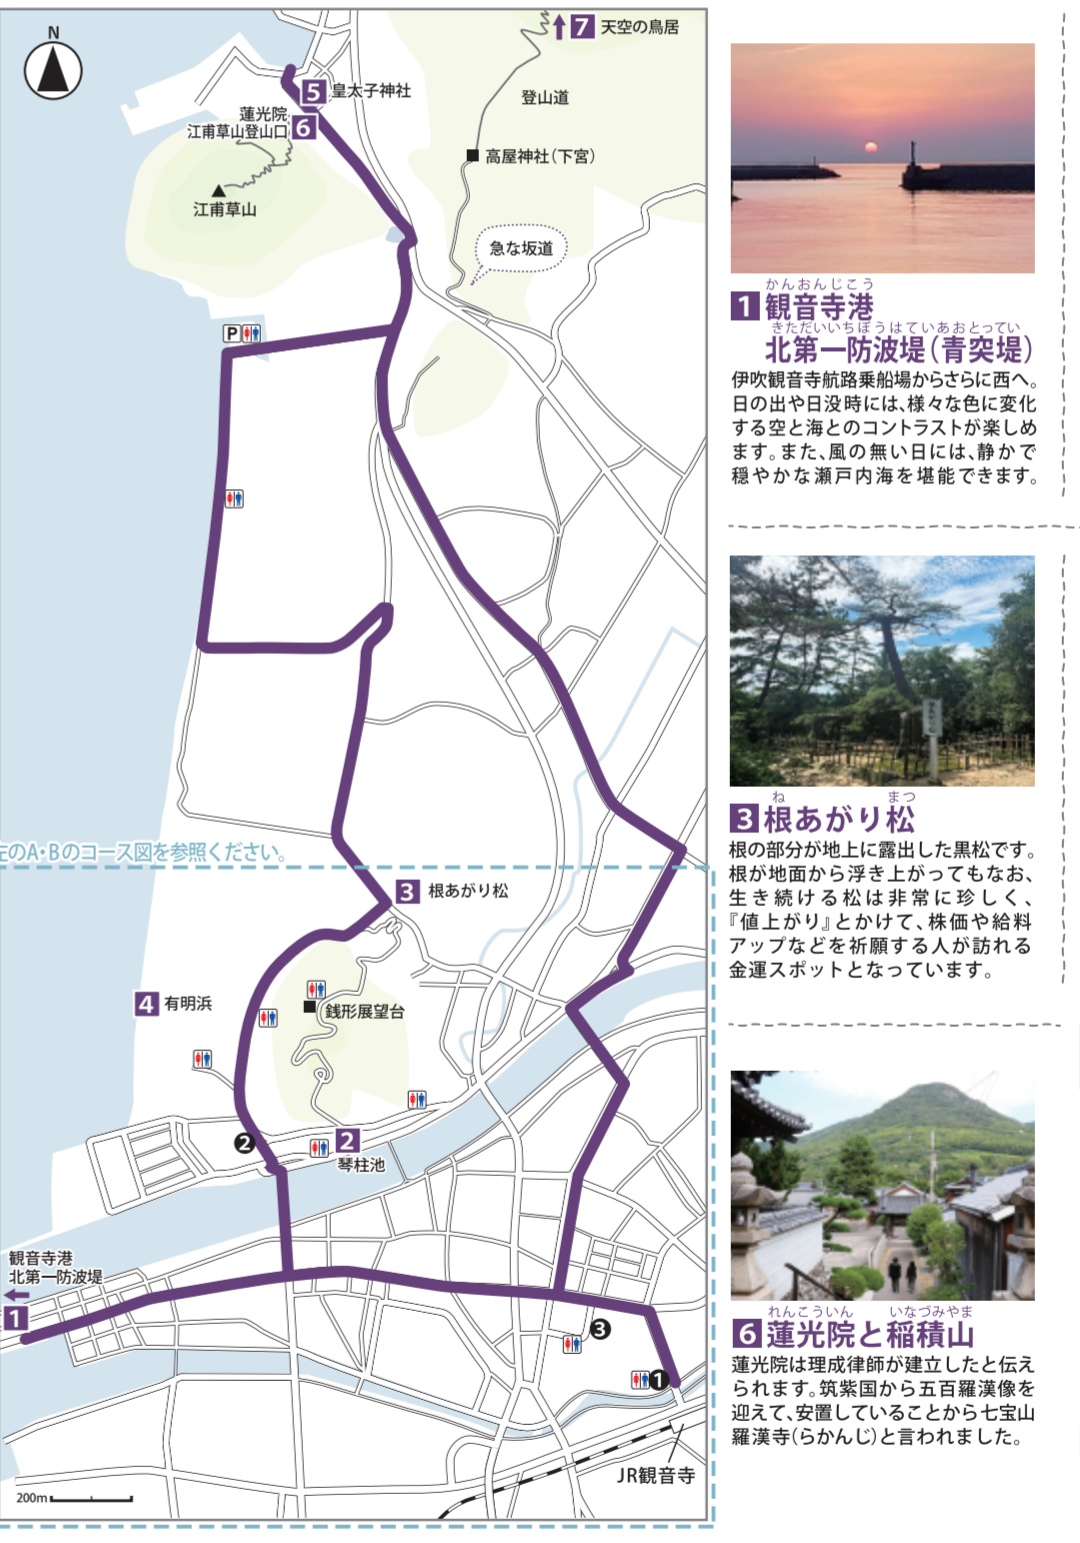 N
7 天空の鳥居
5 皇太子神社
登山道
蓮光院
江甫草山登山口 6
高屋神社(下宮)
江甫草山
急な坂道
P
左のA・Bのコース図を参照ください。
3 根あがり松
4 有明浜
銭形展望台
2
2
琴柱池
観音寺港
北第一防波堤
1
3
1
JR観音寺
200m
かんおんじこう
1 観音寺港
きただいいちぼうはていあおとってい
北第一防波堤(青突堤)
伊吹観音寺航路乗船場からさらに西へ。
日の出や日没時には、様々な色に変化
する空と海とのコントラストが楽しめ
ます。また、風の無い日には、静かで
穏やかな瀬戸内海を堪能できます。
ね まつ
3 根あがり松
根の部分が地上に露出した黒松です。
根が地面から浮き上がってもなお、
生き続ける松は非常に珍しく、
『値上がり』とかけて、株価や給料
アップなどを祈願する人が訪れる
金運スポットとなっています。
れんこういん いなづみやま
6 蓮光院と稲積山
蓮光院は理成律師が建立したと伝え
られます。筑紫国から五百羅漢像を
迎えて、安置していることから七宝山
羅漢寺(らかんじ)と言われました。